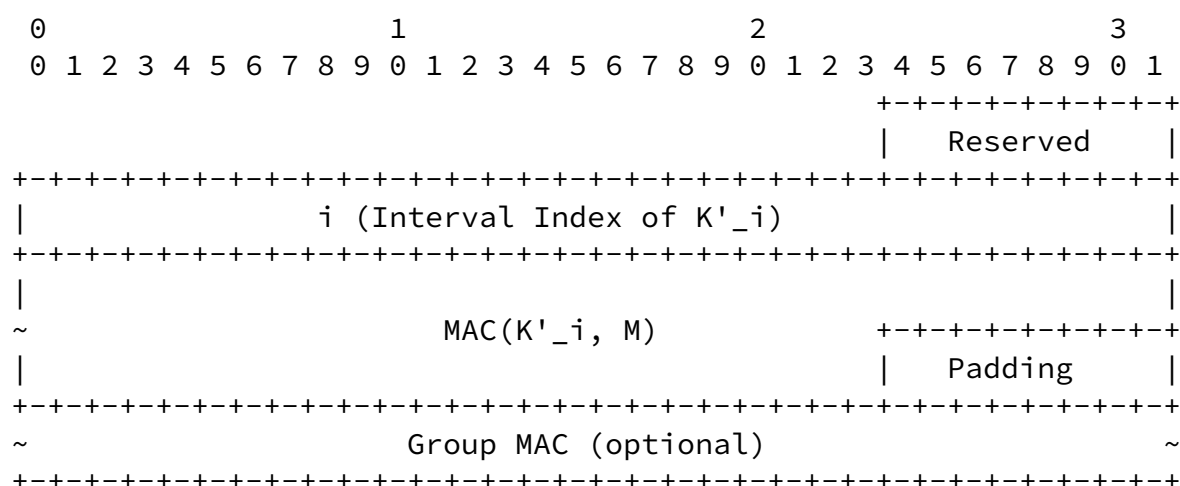 0                   1                   2                   3
 0 1 2 3 4 5 6 7 8 9 0 1 2 3 4 5 6 7 8 9 0 1 2 3 4 5 6 7 8 9 0 1
                                                +-+-+-+-+-+-+-+-+
                                                |   Reserved    |
+-+-+-+-+-+-+-+-+-+-+-+-+-+-+-+-+-+-+-+-+-+-+-+-+-+-+-+-+-+-+-+-+
|                i (Interval Index of K'_i)                     |
+-+-+-+-+-+-+-+-+-+-+-+-+-+-+-+-+-+-+-+-+-+-+-+-+-+-+-+-+-+-+-+-+
|                                                               |
~                       MAC(K'_i, M)            +-+-+-+-+-+-+-+-+
|                                               |   Padding     |
+-+-+-+-+-+-+-+-+-+-+-+-+-+-+-+-+-+-+-+-+-+-+-+-+-+-+-+-+-+-+-+-+
~                     Group MAC (optional)                      ~
+-+-+-+-+-+-+-+-+-+-+-+-+-+-+-+-+-+-+-+-+-+-+-+-+-+-+-+-+-+-+-+-+